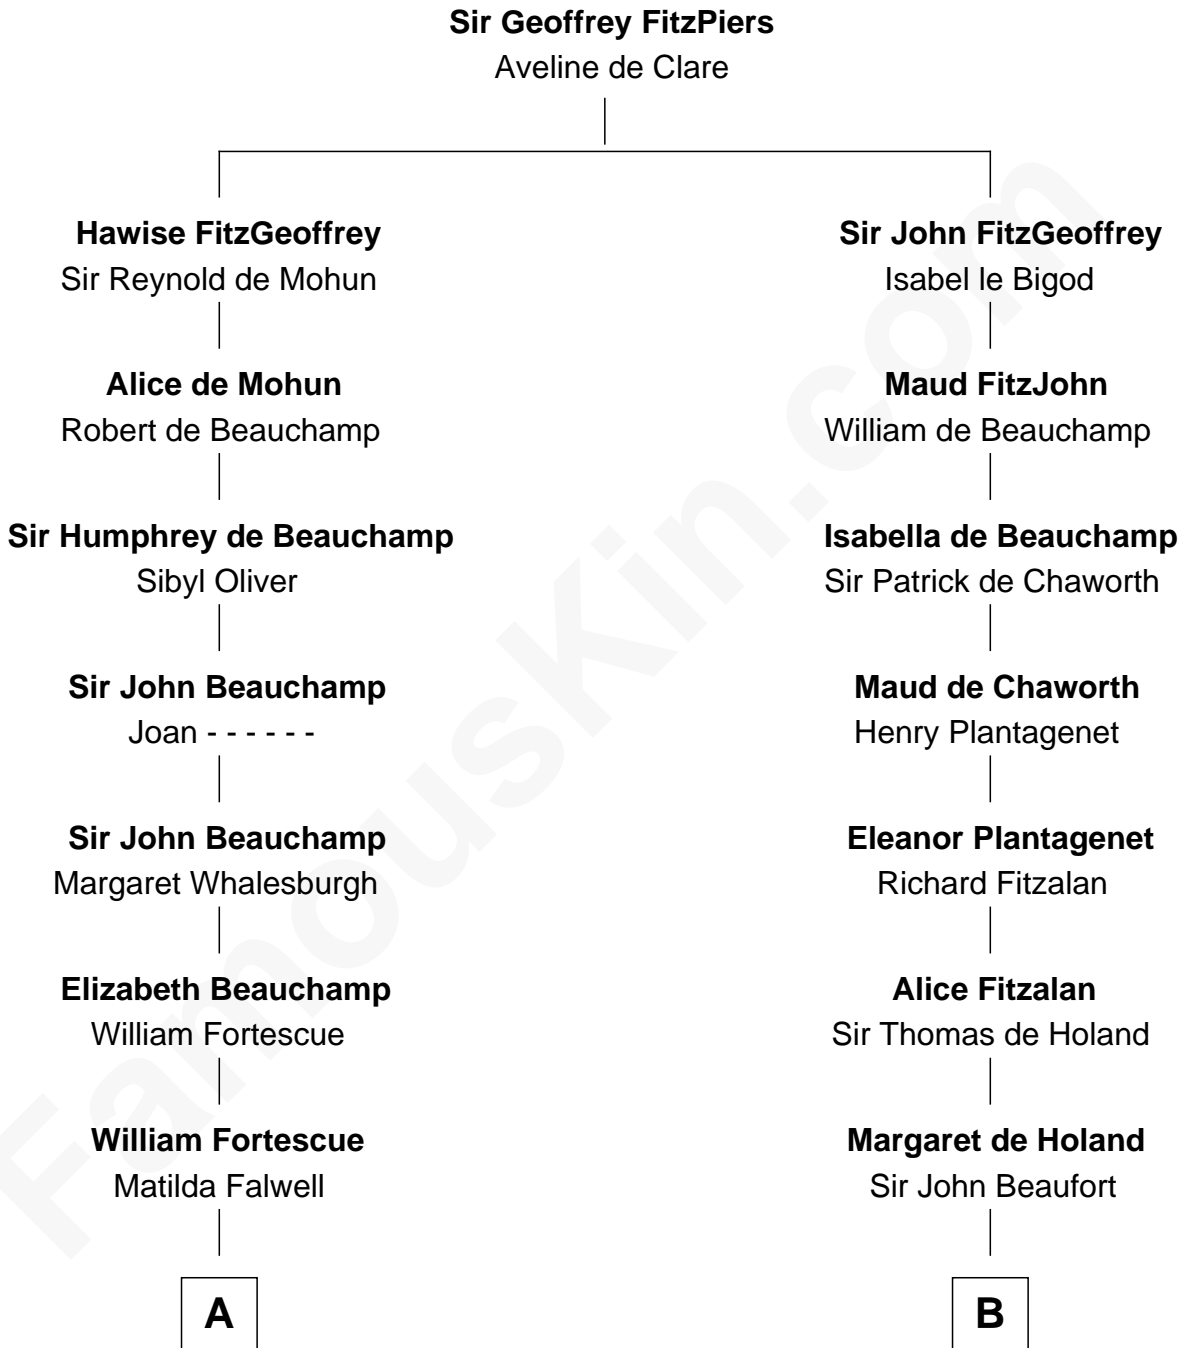 Sir Geoffrey FitzPiers
Aveline de Clare
Hawise FitzGeoffrey
Sir Reynold de Mohun
Alice de Mohun
Robert de Beauchamp
Sir Humphrey de Beauchamp
Sibyl Oliver
Sir John Beauchamp
Joan - - - - - -
Sir John Beauchamp
Margaret Whalesburgh
Elizabeth Beauchamp
William Fortescue
William Fortescue
Matilda Falwell
A
Sir John FitzGeoffrey
Isabel le Bigod
Maud FitzJohn
William de Beauchamp
Isabella de Beauchamp
Sir Patrick de Chaworth
Maud de Chaworth
Henry Plantagenet
Eleanor Plantagenet
Richard Fitzalan
Alice Fitzalan
Sir Thomas de Holand
Margaret de Holand
Sir John Beaufort
B
FamousKin.com